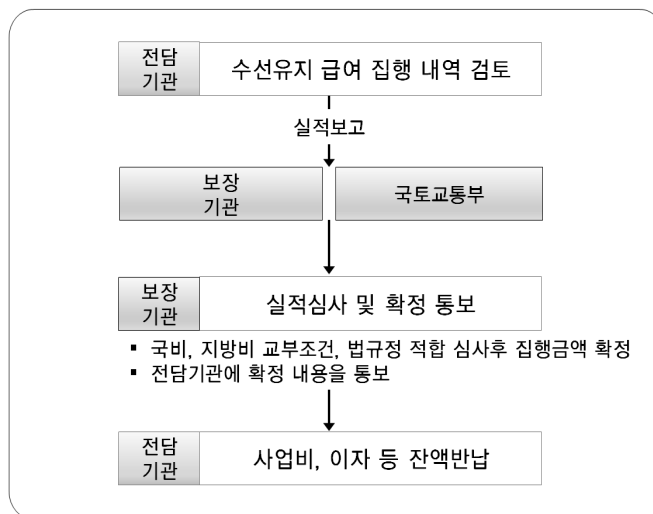 전담
기관
수선유지 급여 집행 내역 검토
실적보고
보장
기관
국토교통부
보장
기관
실적심사 및 확정 통보
▪ 국비, 지방비 교부조건, 법규정 적합 심사후 집행금액 확정
▪ 전담기관에 확정 내용을 통보
전담
기관
사업비, 이자 등 잔액반납